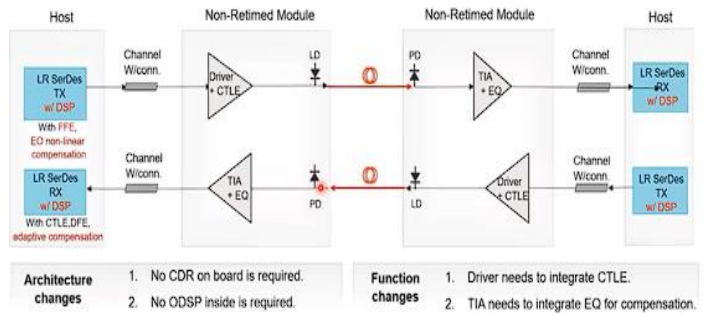 Host
Non-Retimed Module
Non-Retimed Module
Host
Channel
W/conn.
LD
PD
Channel
W/conn.
LR SerDes
TX
w/ DSP
Driver
+ CTLE
TIA
+ EQ
LR SerDes
RX
w/ DSP
With FFE,
EO non-linear
compensation
Channel
W/conn.
Channel
W/conn.
LR SerDes
RX
w/ DSP
TIA
+ EQ
PD
LD
Driver
+ CTLE
LR SerDes
TX
w/ DSP
With CTLE,DFE,
adaptive compensation
Architecture
changes
1. No CDR on board is required.
2. No ODSP inside is required.
Function
changes
1. Driver needs to integrate CTLE.
2. TIA needs to integrate EQ for compensation.